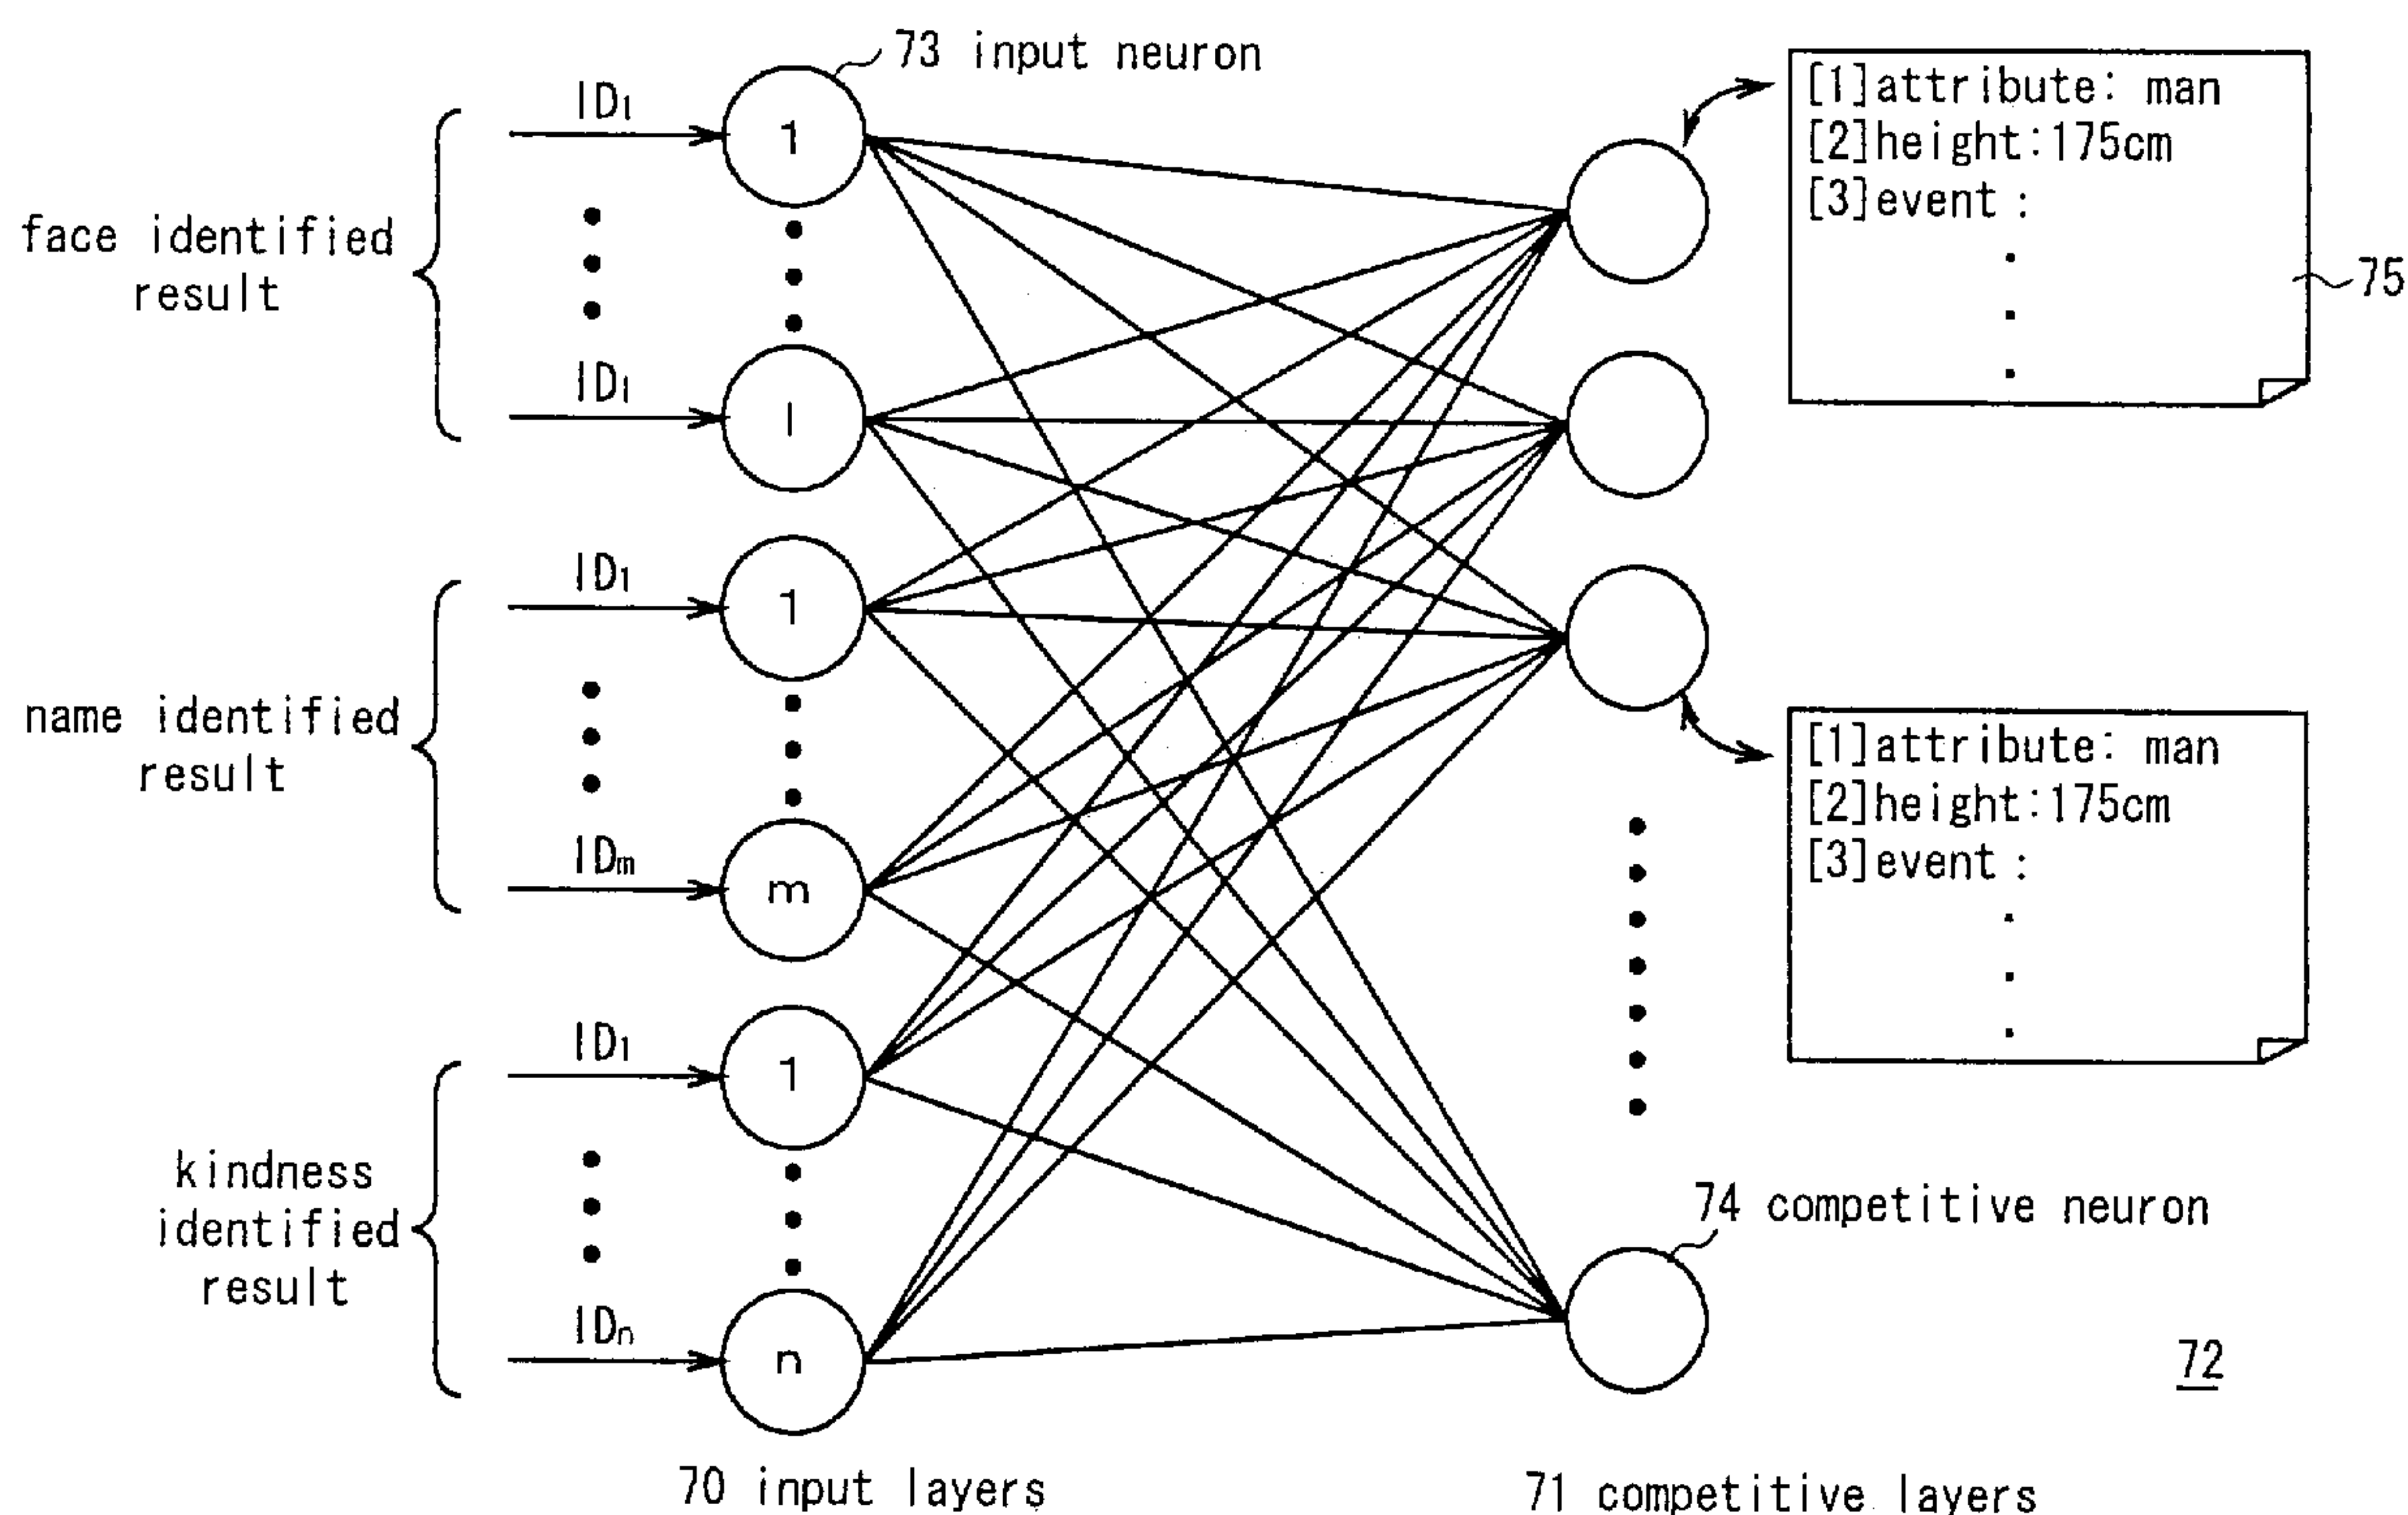 73 input neuron
ID1
1
face identified
result
ID1
l
[1]attribute: man
[2]height:175cm
[3]event :
75
ID1
1
name identified
result
IDm
m
[1]attribute: man
[2]height:175cm
[3]event :
ID1
1
kindness
identified
result
IDn
n
74 competitive neuron
72
70 input layers
71 competitive layers